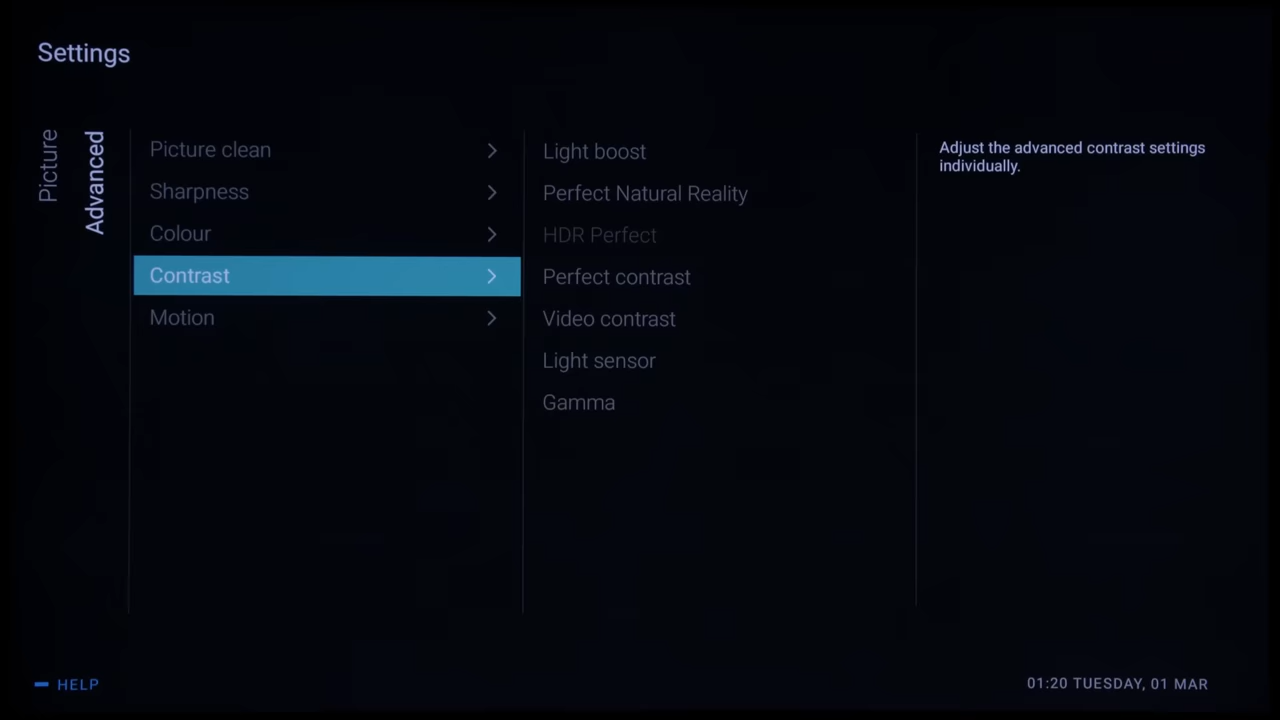 Settings
Picture
Advanced
Picture clean
Sharpness
Colour
Contrast
Motion
Light boost
Perfect Natural Reality
HDR Perfect
Perfect contrast
Video contrast
Light sensor
Gamma
Adjust the advanced contrast settings
individually.
HELP
01:20 TUESDAY, 01 MAR